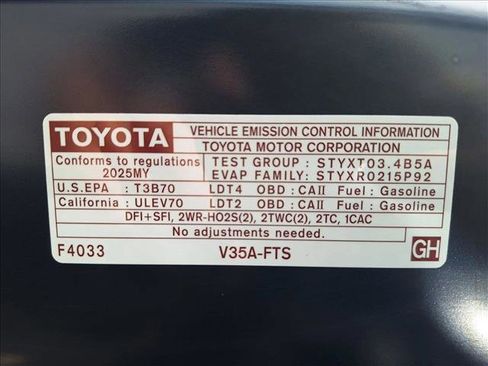 TOYOTA VEHICLE EMISSION CONTROL INFORMATION
TOYOTA MOTOR CORPORATION
Conforms to regulations TEST GROUP : STYXT03.4B5A
2025MY EVAP FAMILY : STYXR0215P92
U.S.EPA : T3B70 LDT4 OBD : CAII Fuel : Gasoline
California : ULEV70 LDT2 OBD : CAII Fuel : Gasoline
DFI+SFI, 2WR-HO2S(2), 2TWC(2), 2TC, 1CAC
No adjustments needed.
F4033 V35A-FTS GH